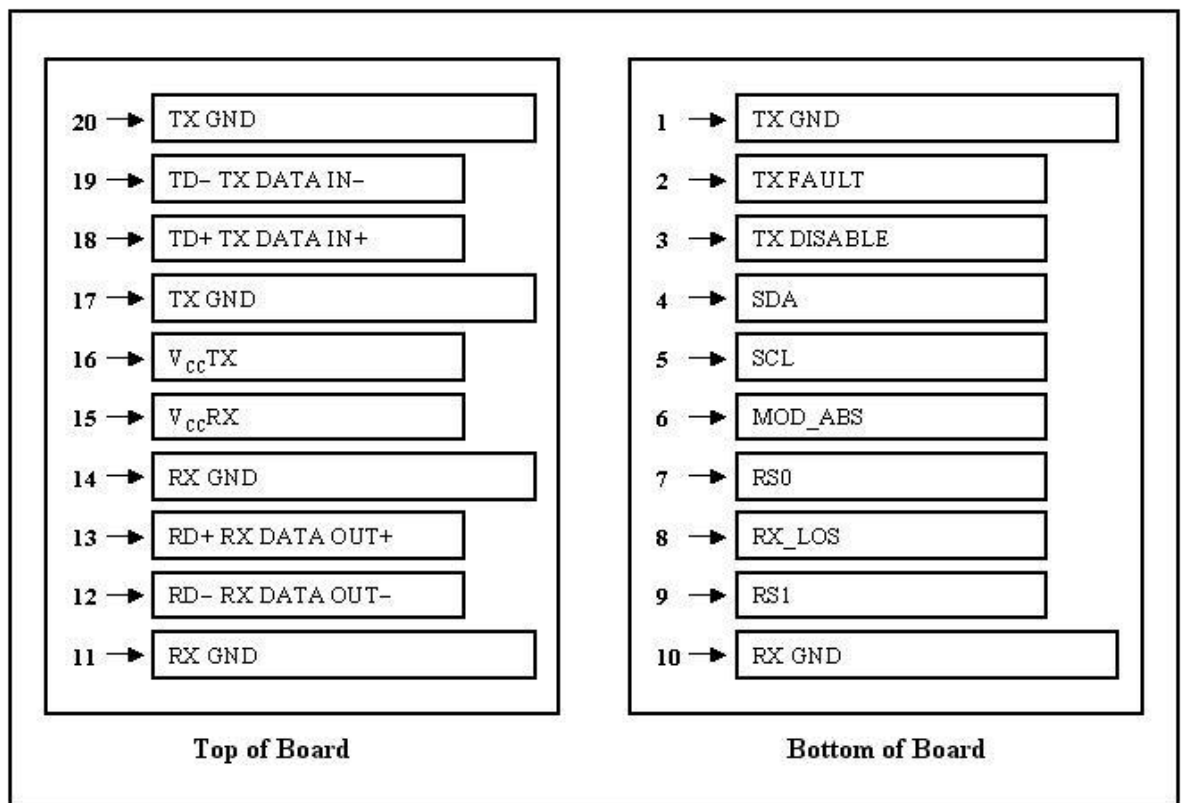 20 TX GND
19 TD– TX DATA IN–
18 TD+ TX DATA IN+
17 TX GND
16 VCCTX
15 VCCRX
14 RX GND
13 RD+ RX DATA OUT+
12 RD– RX DATA OUT–
11 RX GND
Top of Board
1 TX GND
2 TX FAULT
3 TX DISABLE
4 SDA
5 SCL
6 MOD_ABS
7 RS0
8 RX_LOS
9 RS1
10 RX GND
Bottom of Board